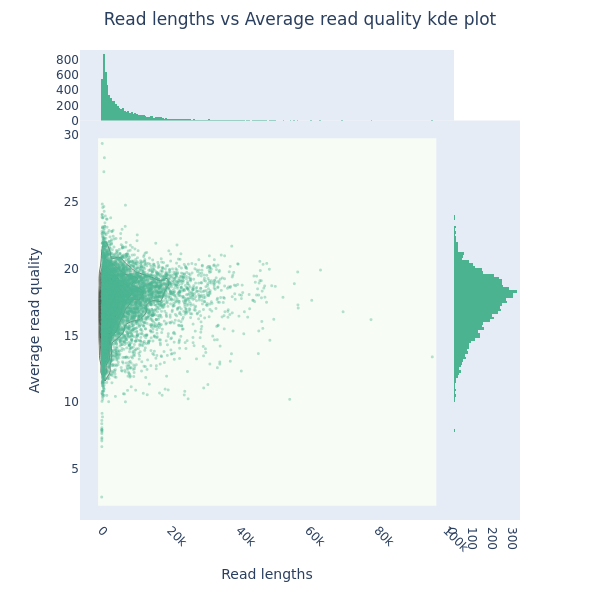 Read lengths vs Average read quality kde plot
800
600
400
200
0
30
25
20
15
10
5
Average read quality
0
20k
40k
60k
80k
100k
0
100
200
300
Read lengths